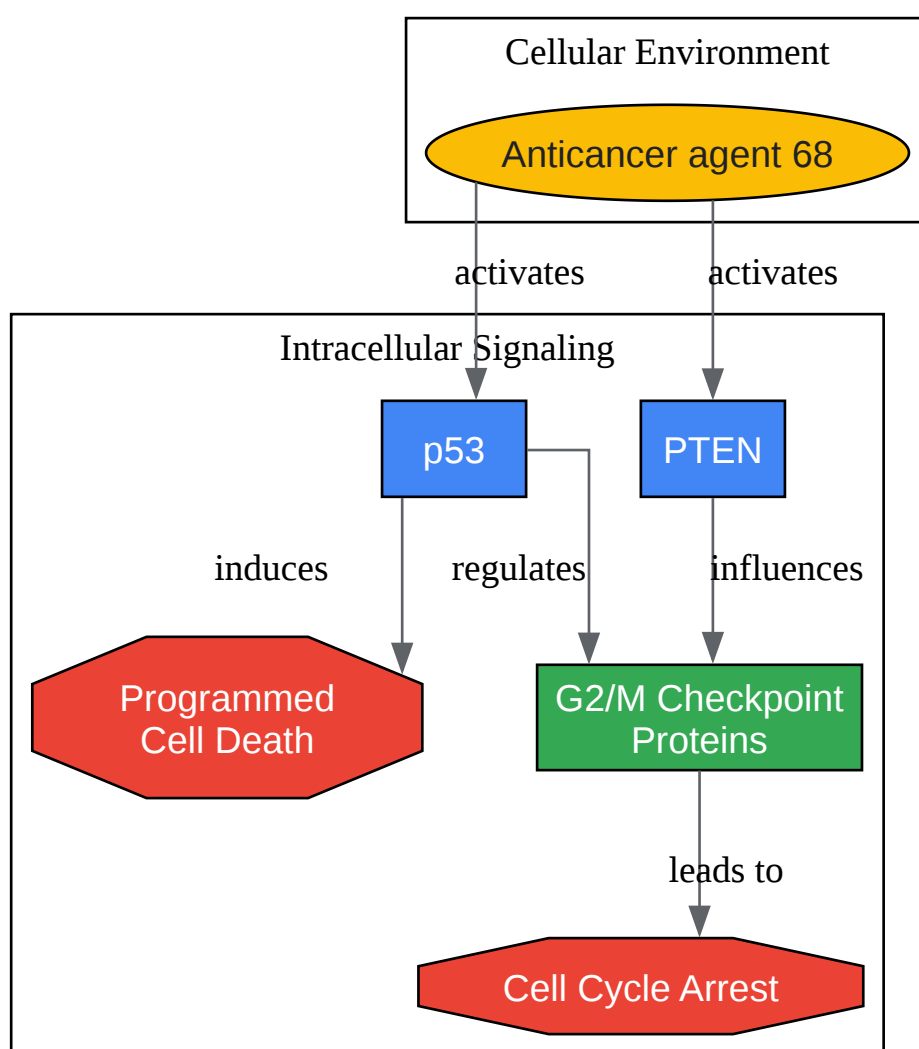 Cellular Environment
Anticancer agent 68
activates
activates
Intracellular Signaling
p53
PTEN
induces
regulates
influences
Programmed
Cell Death
G2/M Checkpoint
Proteins
leads to
Cell Cycle Arrest